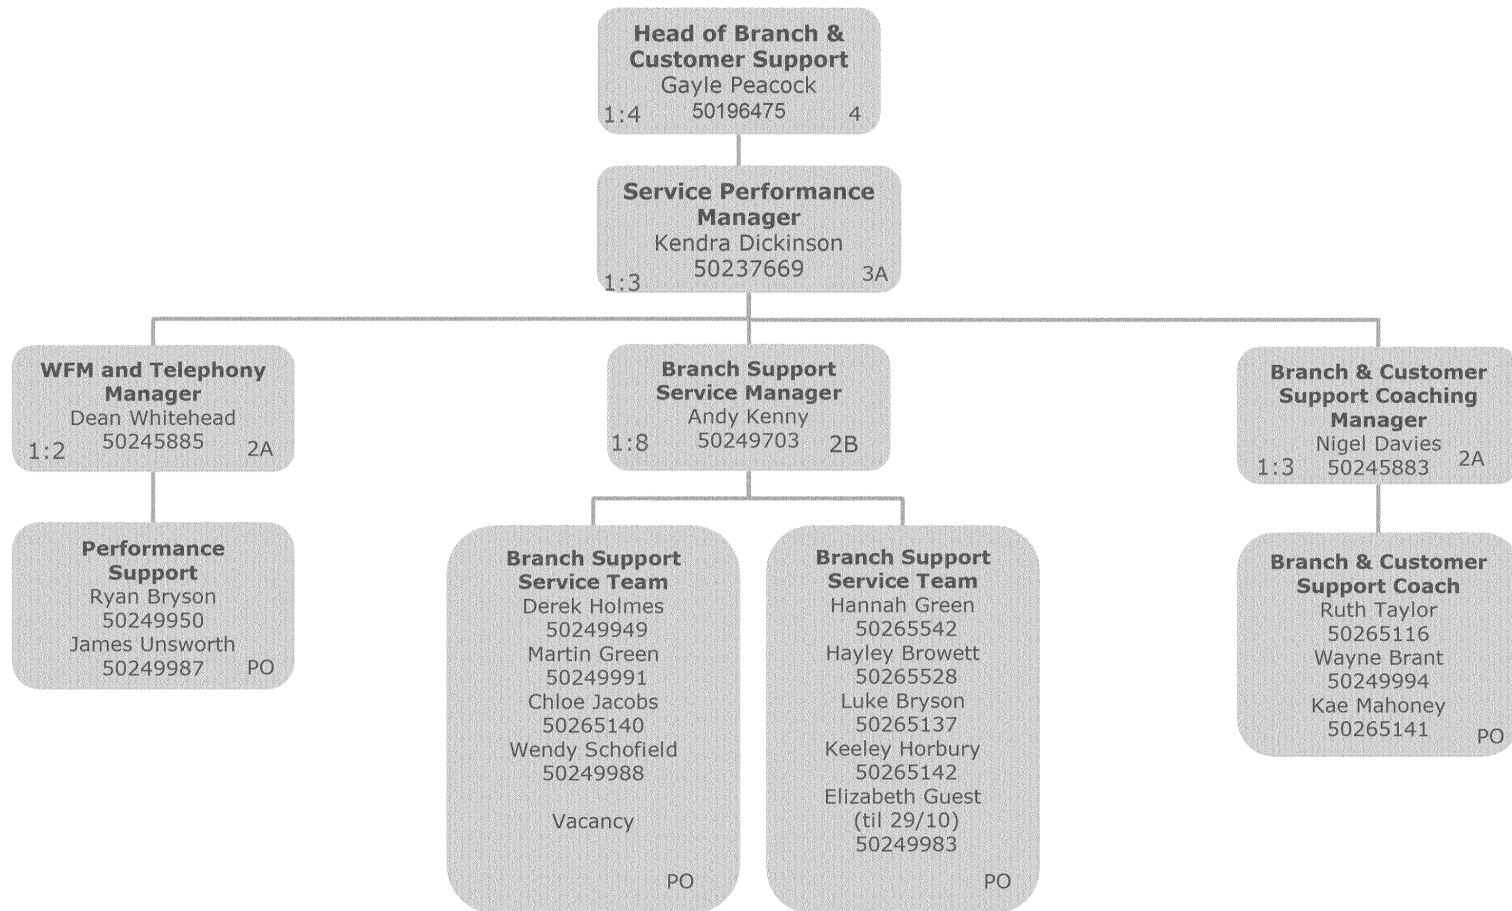 Head of Branch &
Customer Support
Gayle Peacock
1:4 50196475 4
Service Performance
Manager
Kendra Dickinson
1:3 50237669 3A
WFM and Telephony
Manager
Dean Whitehead
1:2 50245885 2A
Branch Support
Service Manager
Andy Kenny
1:8 50249703 2B
Branch & Customer
Support Coaching
Manager
Nigel Davies
1:3 50245883 2A
Performance
Support
Ryan Bryson
50249950
James Unsworth
50249987 PO
Branch Support
Service Team
Derek Holmes
50249949
Martin Green
50249991
Chloe Jacobs
50265140
Wendy Schofield
50249988
Vacancy
PO
Branch Support
Service Team
Hannah Green
50265542
Hayley Browett
50265528
Luke Bryson
50265137
Keeley Horbury
50265142
Elizabeth Guest
(til 29/10)
50249983
PO
Branch & Customer
Support Coach
Ruth Taylor
50265116
Wayne Brant
50249994
Kae Mahoney
50265141 PO